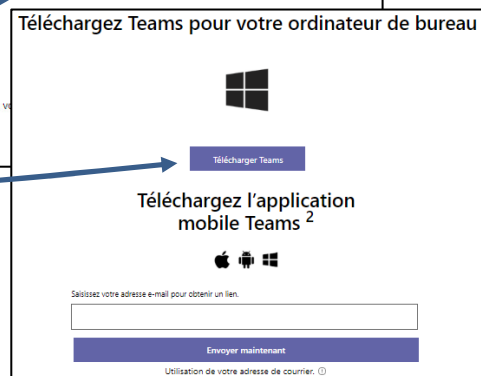 Téléchargez Teams pour votre ordinateur de bureau
Télécharger Teams
Téléchargez l'application
mobile Teams 2
Saisissez votre adresse e-mail pour obtenir un lien.
Envoyer maintenant
Utilisation de votre adresse de courrier.